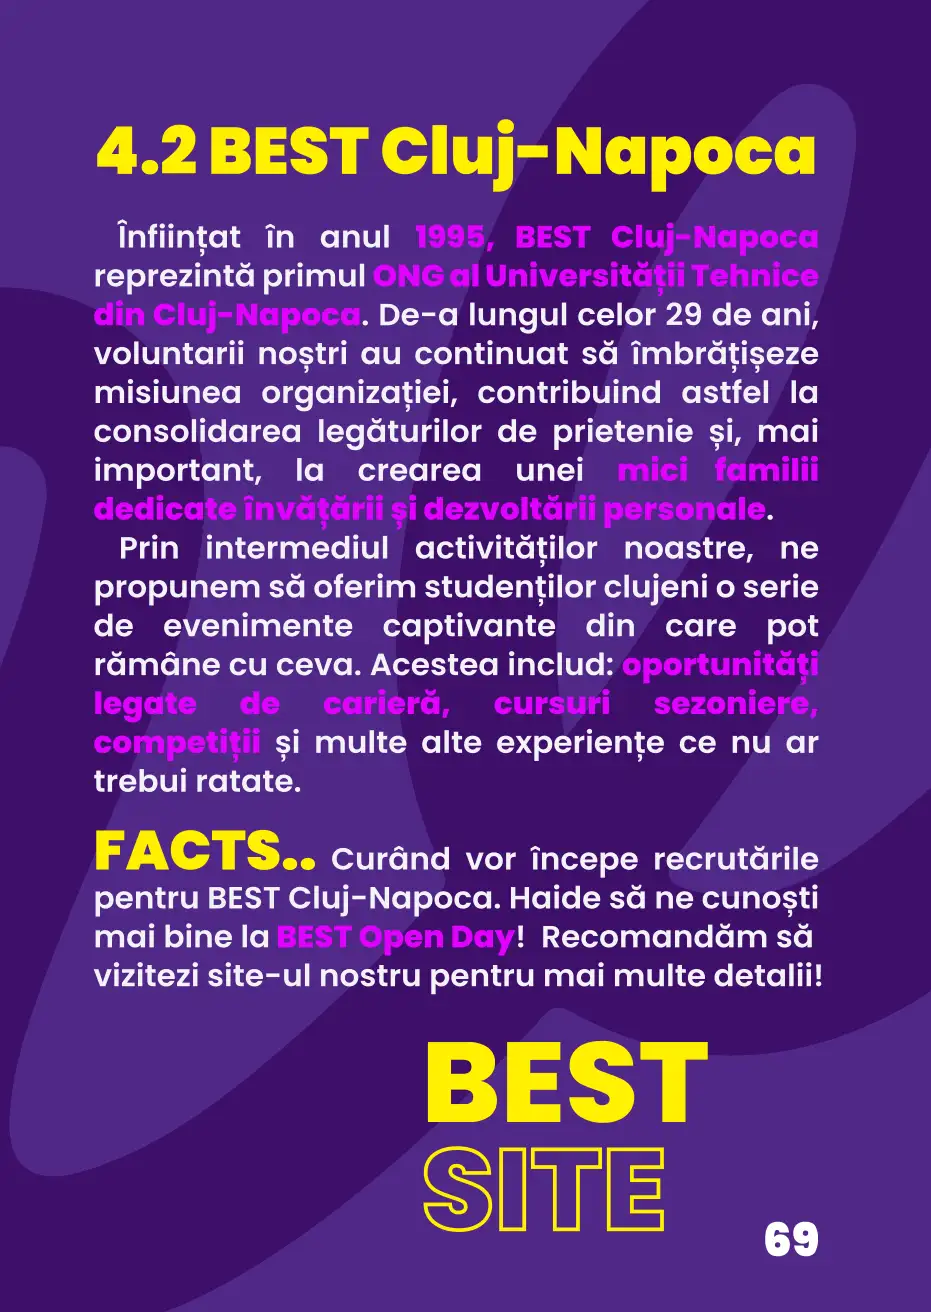 4.2 BEST Cluj-Napoca
Înființat în anul 1995, BEST Cluj-Napoca
reprezintă primul ONG al Universității Tehnice
din Cluj-Napoca. De-a lungul celor 29 de ani,
voluntarii noștri au continuat să îmbrățișeze
misiunea organizației, contribuind astfel la
consolidarea legăturilor de prietenie și, mai
important, la crearea unei mici familii
dedicate învățării și dezvoltării personale.
Prin intermediul activităților noastre, ne
propunem să oferim studenților clujeni o serie
de evenimente captivante din care pot
rămâne cu ceva. Acestea includ: oportunități
legate de carieră, cursuri sezoniere,
competiții și multe alte experiențe ce nu ar
trebui ratate.
FACTS.. Curând vor începe recrutările
pentru BEST Cluj-Napoca. Haide să ne cunoști
mai bine la BEST Open Day! Recomandăm să
vizitezi site-ul nostru pentru mai multe detalii!
BEST
SITE
69